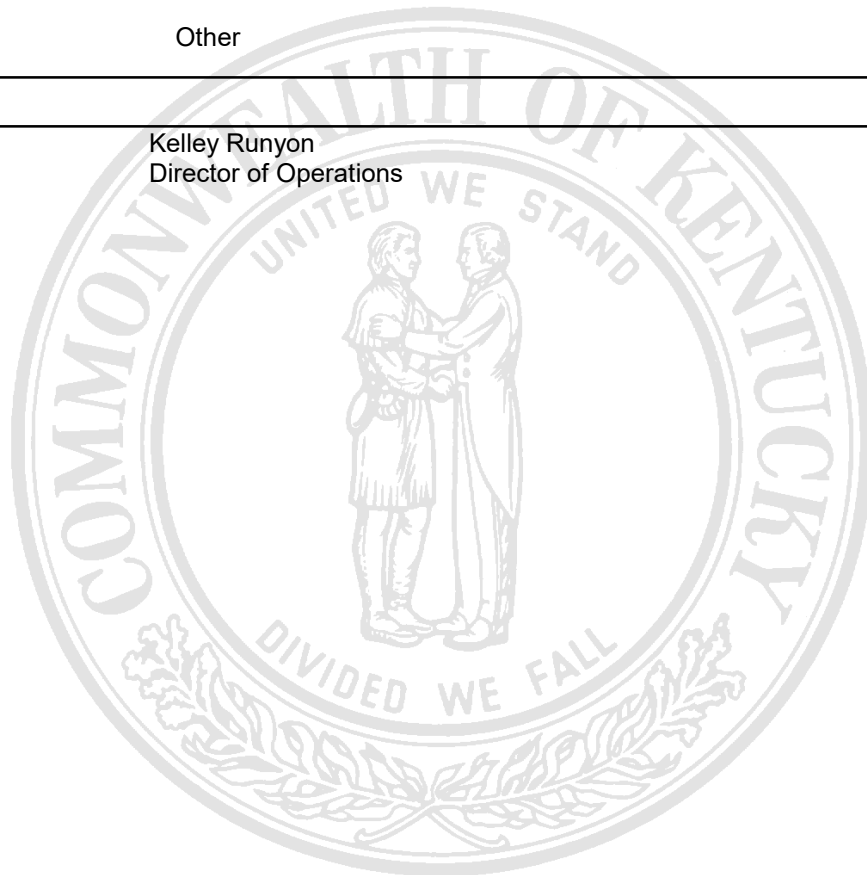 Other
Kelley Runyon
Director of Operations
COMMONWEALTH OF KENTUCKY
UNITED WE STAND
DIVIDED WE FALL